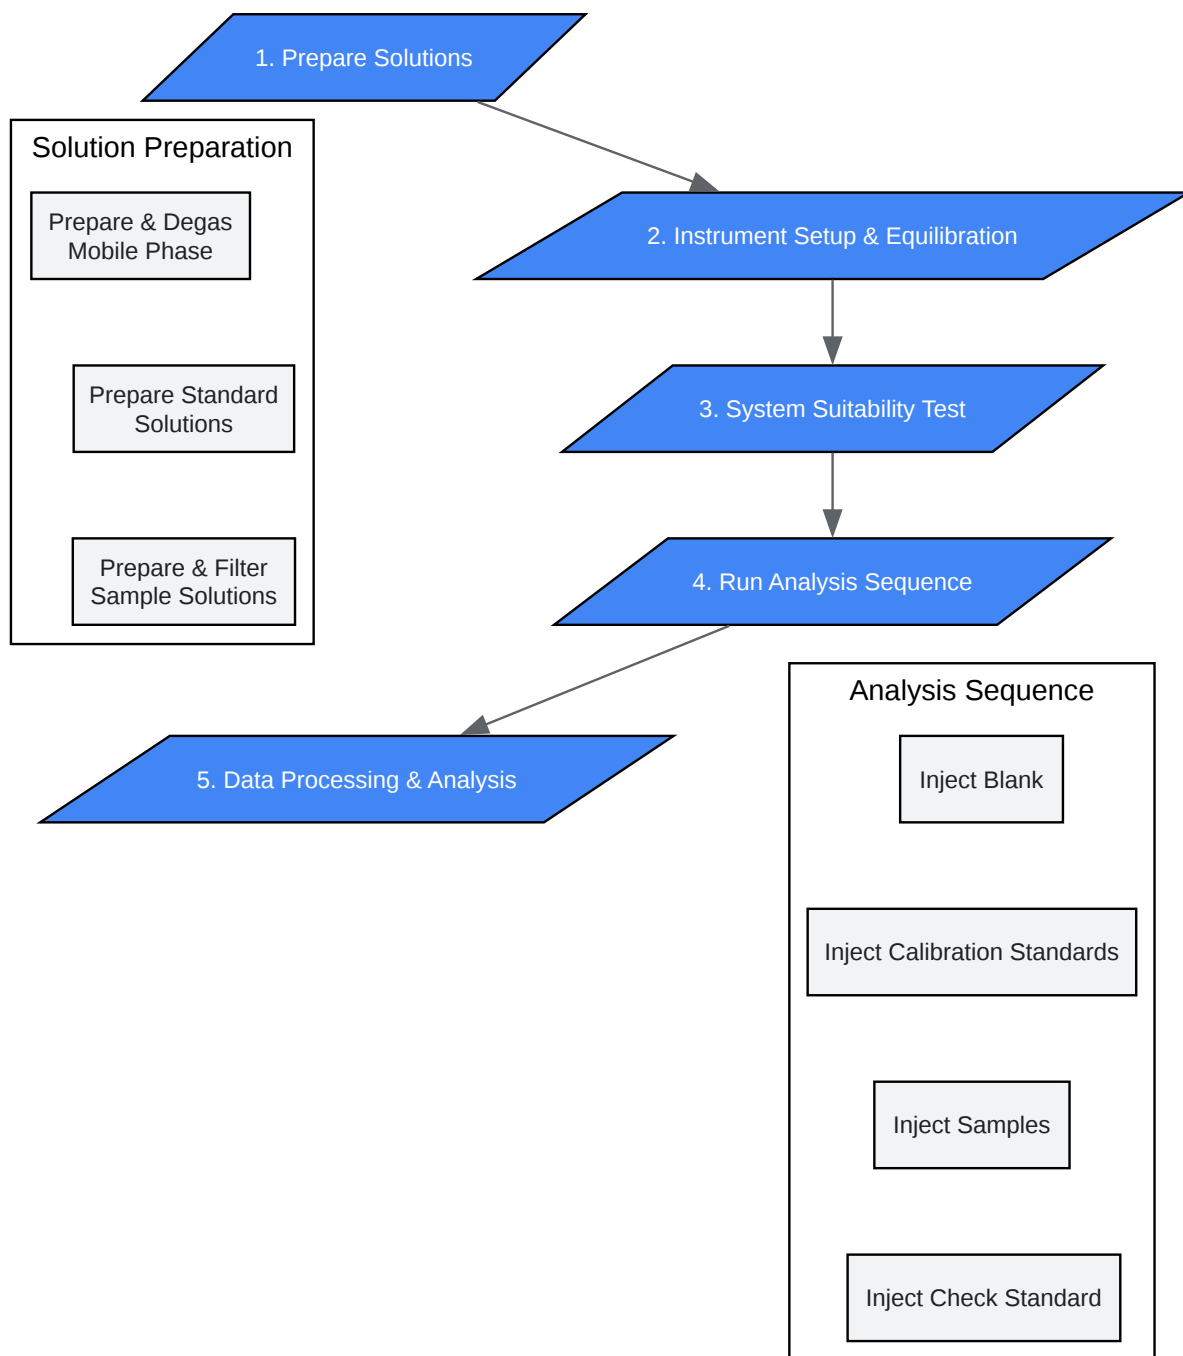 1. Prepare Solutions
Solution Preparation
Prepare & Degas
Mobile Phase
2. Instrument Setup & Equilibration
Prepare Standard
Solutions
3. System Suitability Test
Prepare & Filter
Sample Solutions
4. Run Analysis Sequence
Analysis Sequence
5. Data Processing & Analysis
Inject Blank
Inject Calibration Standards
Inject Samples
Inject Check Standard